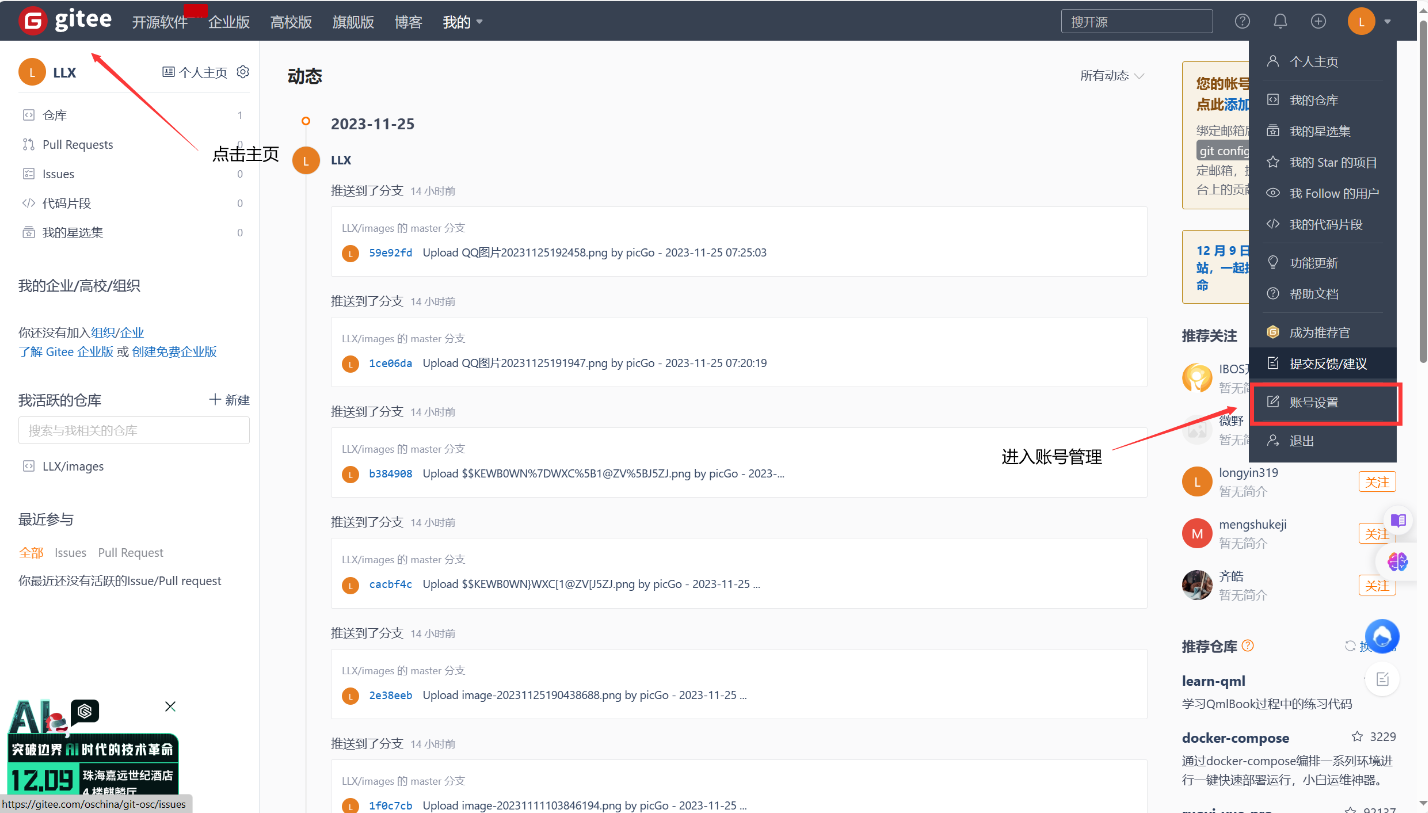 gitee
开源软件
企业版
高校版
旗舰版
博客
我的
搜开源
L
L
LLX
个人主页
仓库
1
Pull Requests
0
Issues
0
代码片段
0
我的星选集
0
我的企业/高校/组织
你还没有加入组织/企业
了解 Gitee 企业版 或 创建免费企业版
我活跃的仓库
新建
搜索与我相关的仓库
LLX/images
最近参与
全部 Issues Pull Request
你最近还没有活跃的Issue/Pull request
AI
突破边界 AI 时代的技术革命
12.09
珠海嘉远世纪酒店
4 楼麒麟厅
https://gitee.com/oschina/git-osc/issues
点击主页
动态
所有动态
2023-11-25
L
LLX
推送到了分支 14 小时前
LLX/images 的 master 分支
L 59e92fd Upload QQ图片20231125192458.png by picGo - 2023-11-25 07:25:03
推送到了分支 14 小时前
LLX/images 的 master 分支
L 1ce06da Upload QQ图片20231125191947.png by picGo - 2023-11-25 07:20:19
推送到了分支 14 小时前
LLX/images 的 master 分支
L b384908 Upload $$KEWB0WN%7DWXC%5B1@ZV%5BJ5ZJ.png by picGo - 2023-...
推送到了分支 14 小时前
LLX/images 的 master 分支
L cacbf4c Upload $$KEWB0WN}WXC[1@ZV[J5ZJ.png by picGo - 2023-11-25 ...
推送到了分支 14 小时前
LLX/images 的 master 分支
L 2e38eeb Upload image-20231125190438688.png by picGo - 2023-11-25 ...
推送到了分支 14 小时前
LLX/images 的 master 分支
L 1f0c7cb Upload image-20231111103846194.png by picGo - 2023-11-25 ...
进入账号管理
您的帐号
点此添加
绑定邮箱后
git config
定邮箱，
台上的贡献
12 月 9 日
站，一起
命
个人主页
我的仓库
我的星选集
我的 Star 的项目
我 Follow 的用户
我的代码片段
功能更新
帮助文档
成为推荐官
提交反馈/建议
账号设置
退出
推荐关注
IBOS
暂无简
微野
暂无简
L
longyin319
暂无简介
关注
M
mengshukeji
暂无简介
关注
齐皓
暂无简介
关注
推荐仓库
换
learn-qml
学习QmlBook过程中的练习代码
docker-compose
3229
通过docker-compose编排一系列环境进
行一键快速部署运行，小白运维神器。